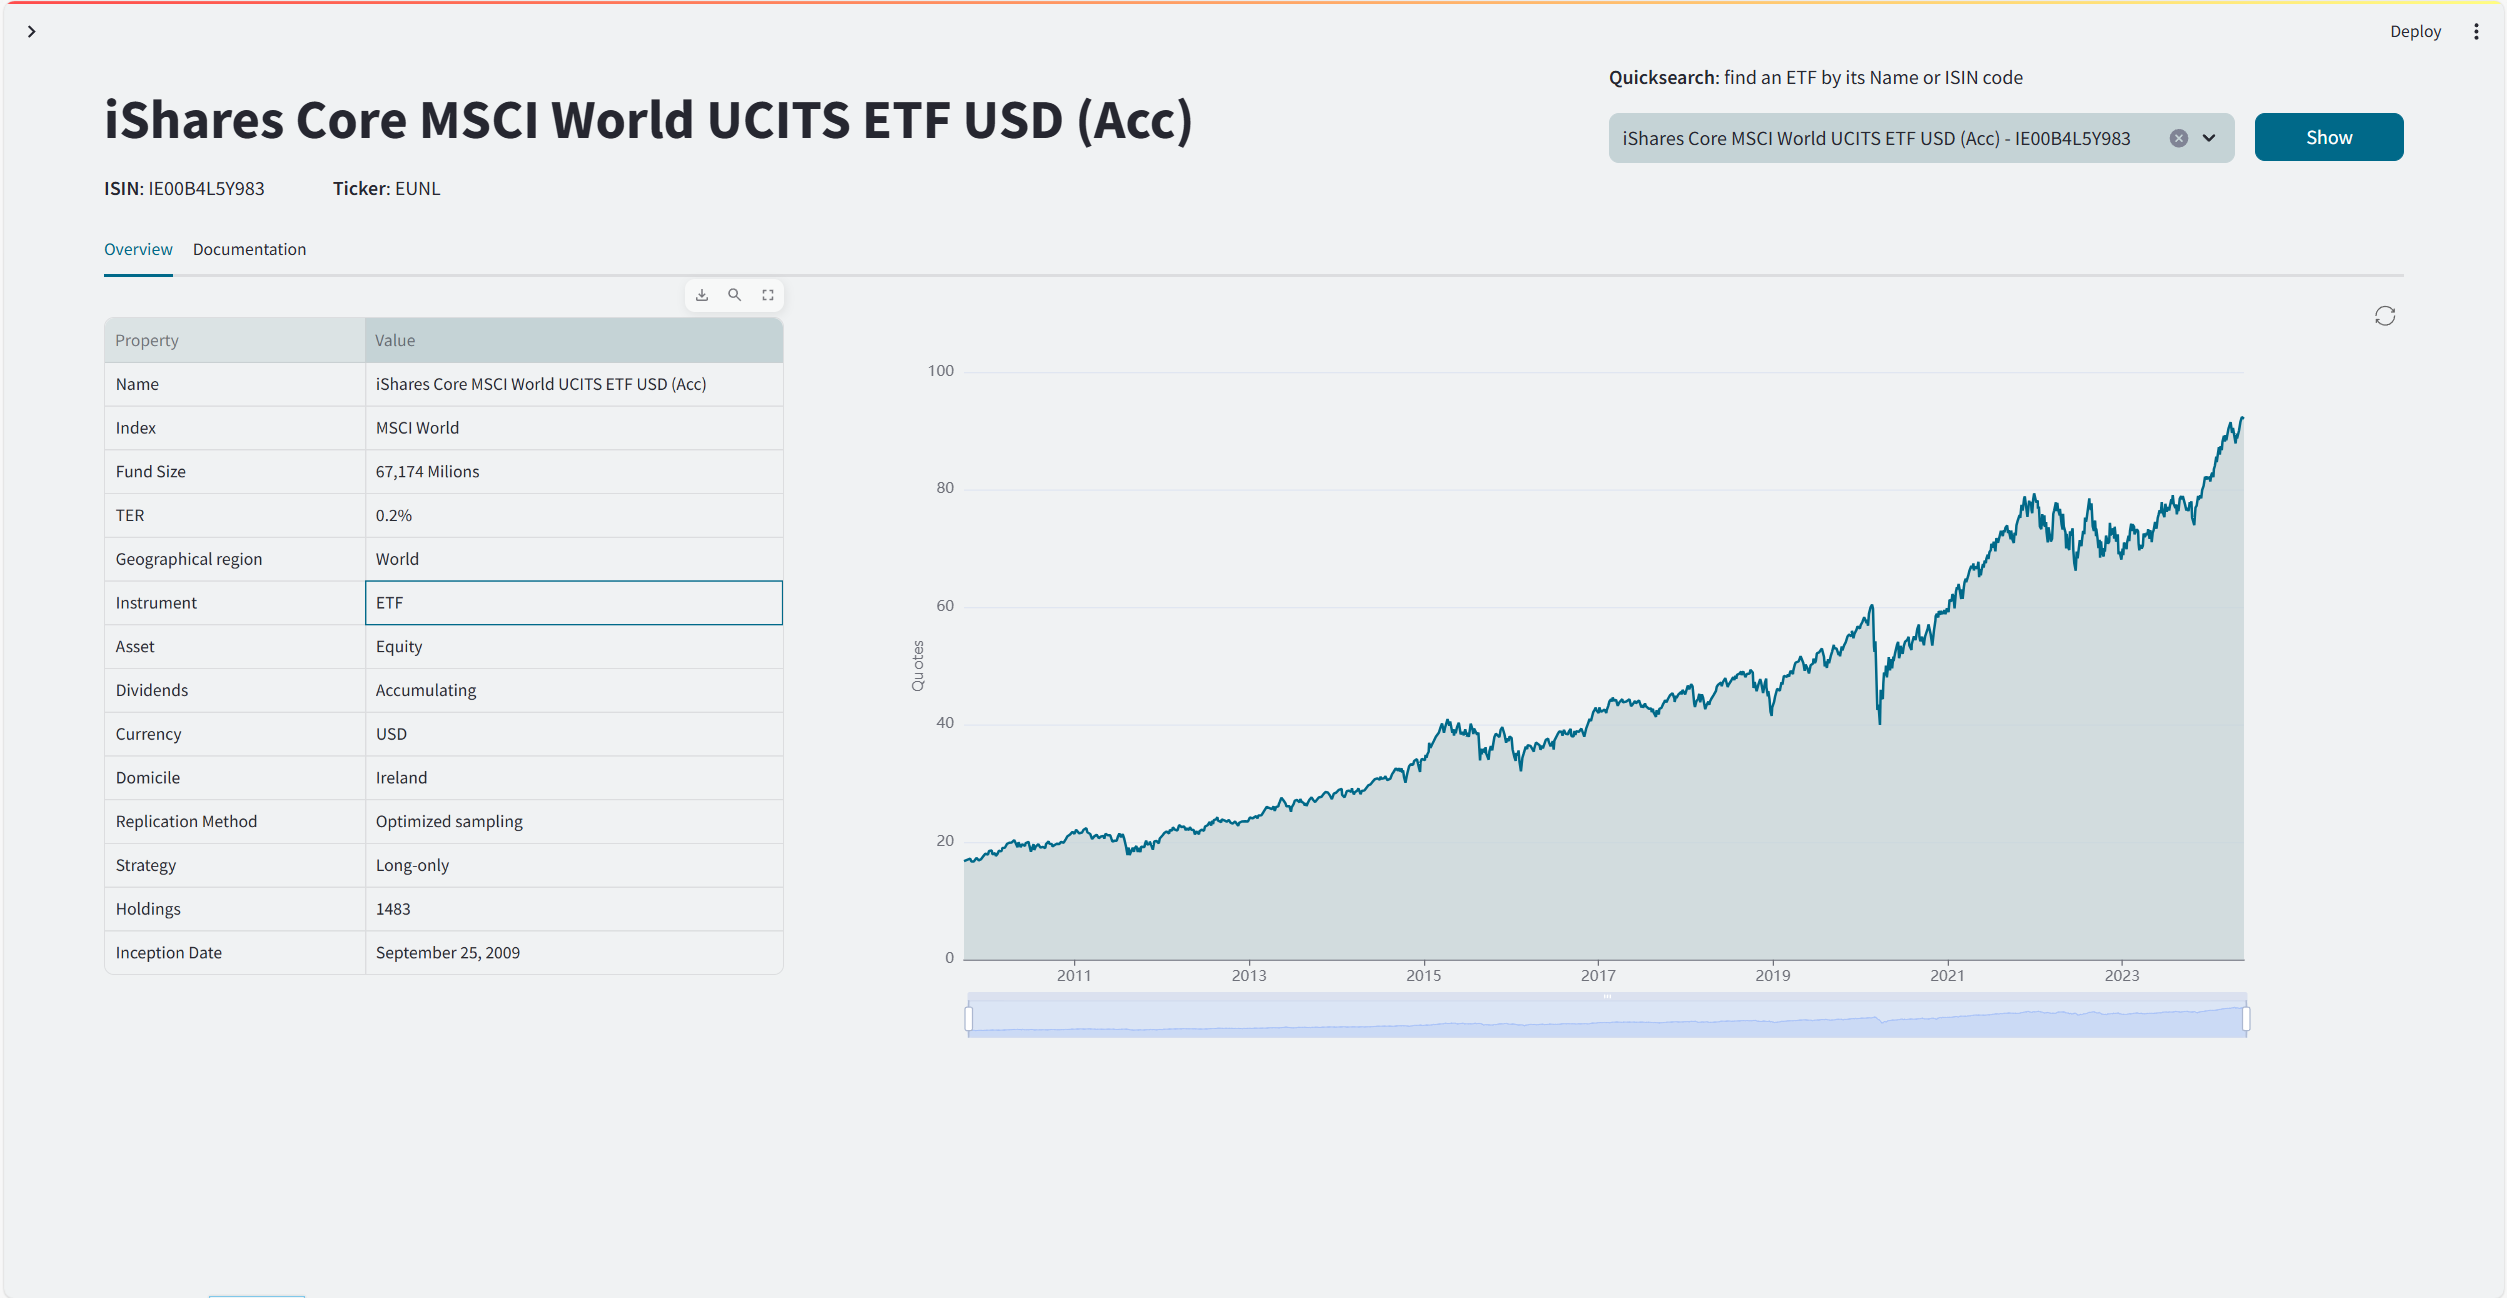 Deploy
Quicksearch: find an ETF by its Name or ISIN code
iShares Core MSCI World UCITS ETF USD (Acc)
iShares Core MSCI World UCITS ETF USD (Acc) - IE00B4L5Y983
Show
ISIN: IE00B4L5Y983 Ticker: EUNL
Overview Documentation
Property Value
Name iShares Core MSCI World UCITS ETF USD (Acc)
Index MSCI World
Fund Size 67,174 Milions
TER 0.2%
Geographical region World
Instrument ETF
Asset Equity
Dividends Accumulating
Currency USD
Domicile Ireland
Replication Method Optimized sampling
Strategy Long-only
Holdings 1483
Inception Date September 25, 2009
Quotes
100
80
60
40
20
0
2011 2013 2015 2017 2019 2021 2023